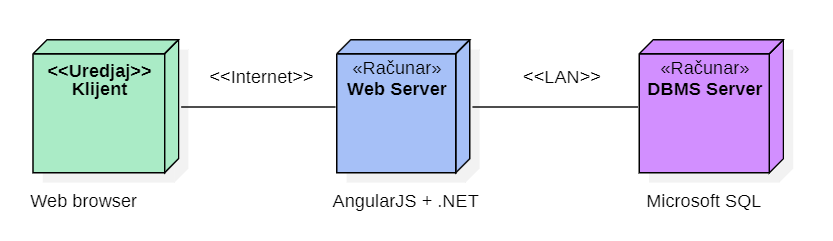 <<Uredjaj>>
Klijent
<<Internet>>
«Računar»
Web Server
<<LAN>>
«Računar»
DBMS Server
Web browser
AngularJS + .NET
Microsoft SQL